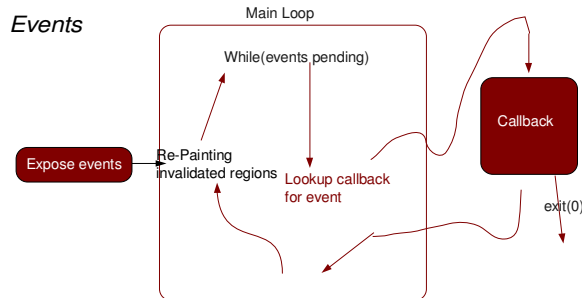 Events
Main Loop
While(events pending)
Callback
Expose events
Re-Painting
invalidated regions
Lookup callback
for event
exit(0)